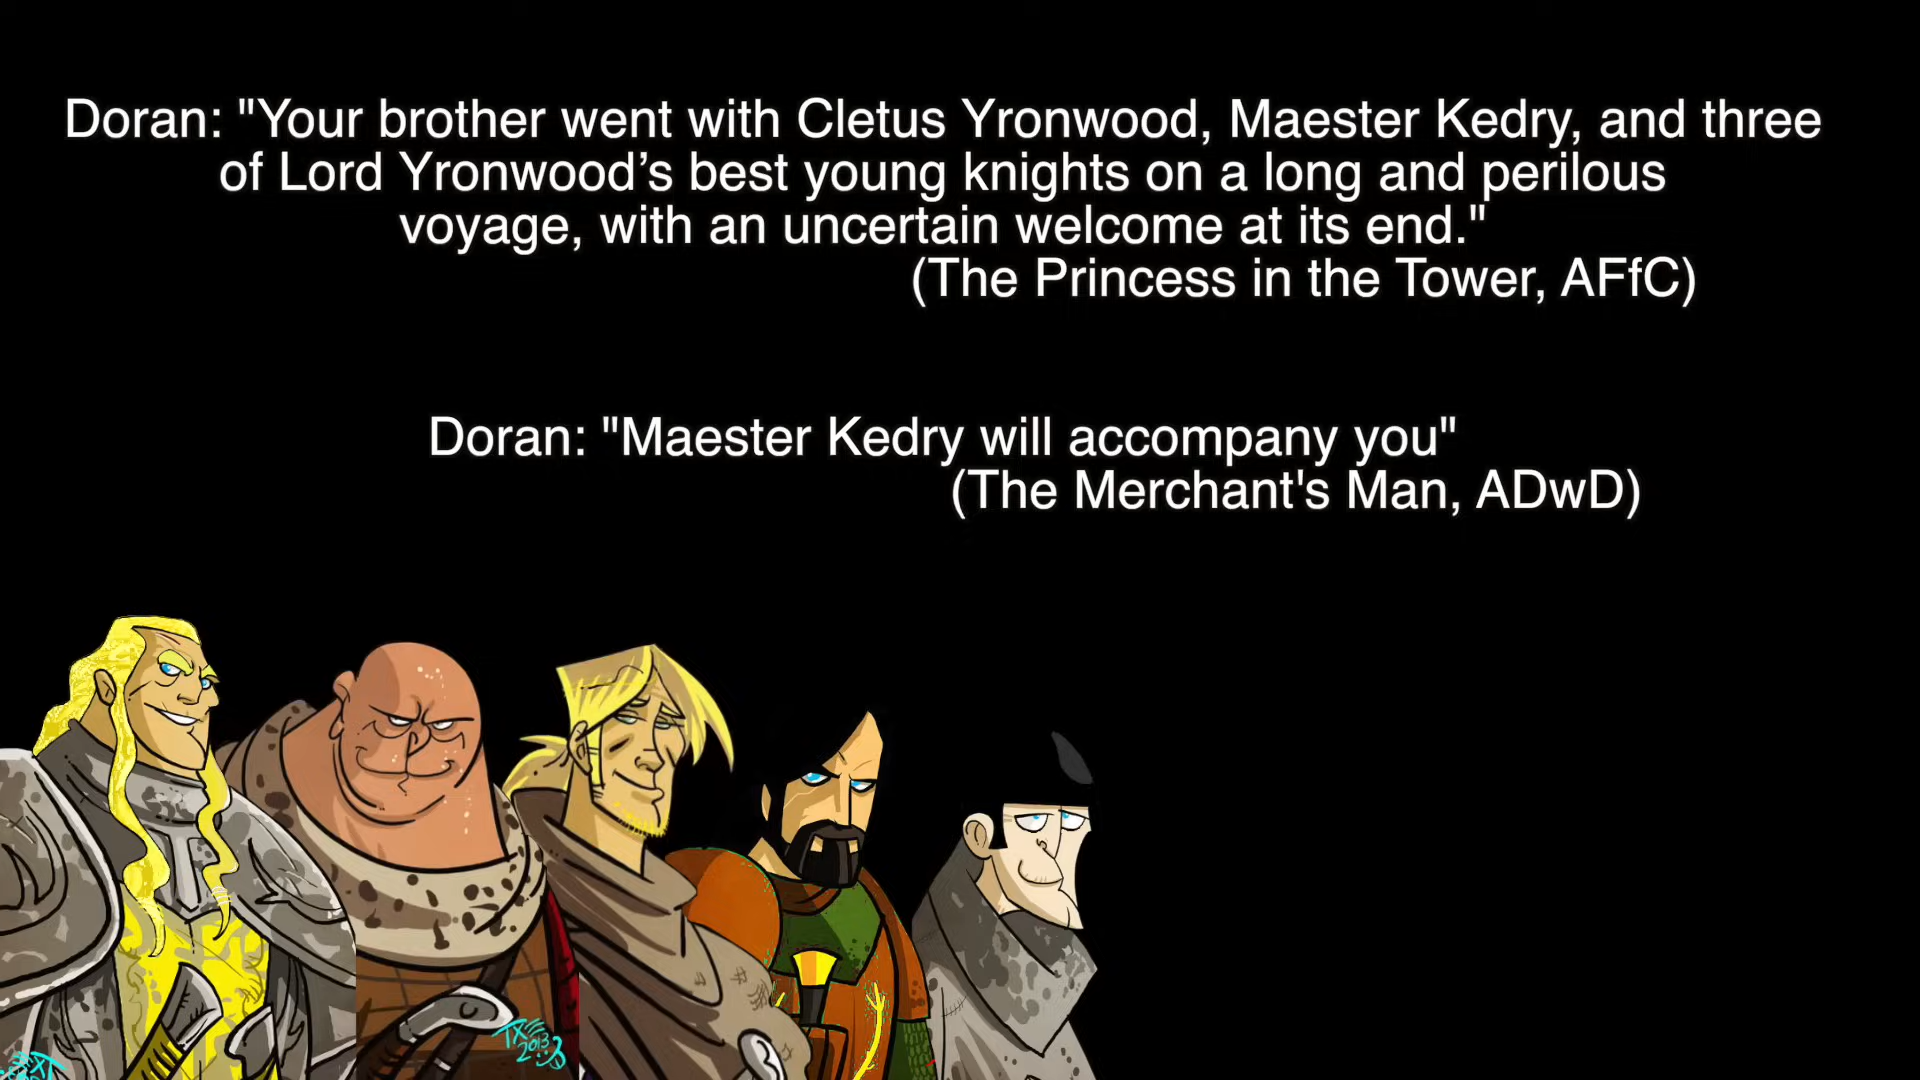 Doran: "Your brother went with Cletus Yronwood, Maester Kedry, and three
of Lord Yronwood’s best young knights on a long and perilous
voyage, with an uncertain welcome at its end."
(The Princess in the Tower, AFfC)
Doran: "Maester Kedry will accompany you"
(The Merchant's Man, ADwD)
TX
2013